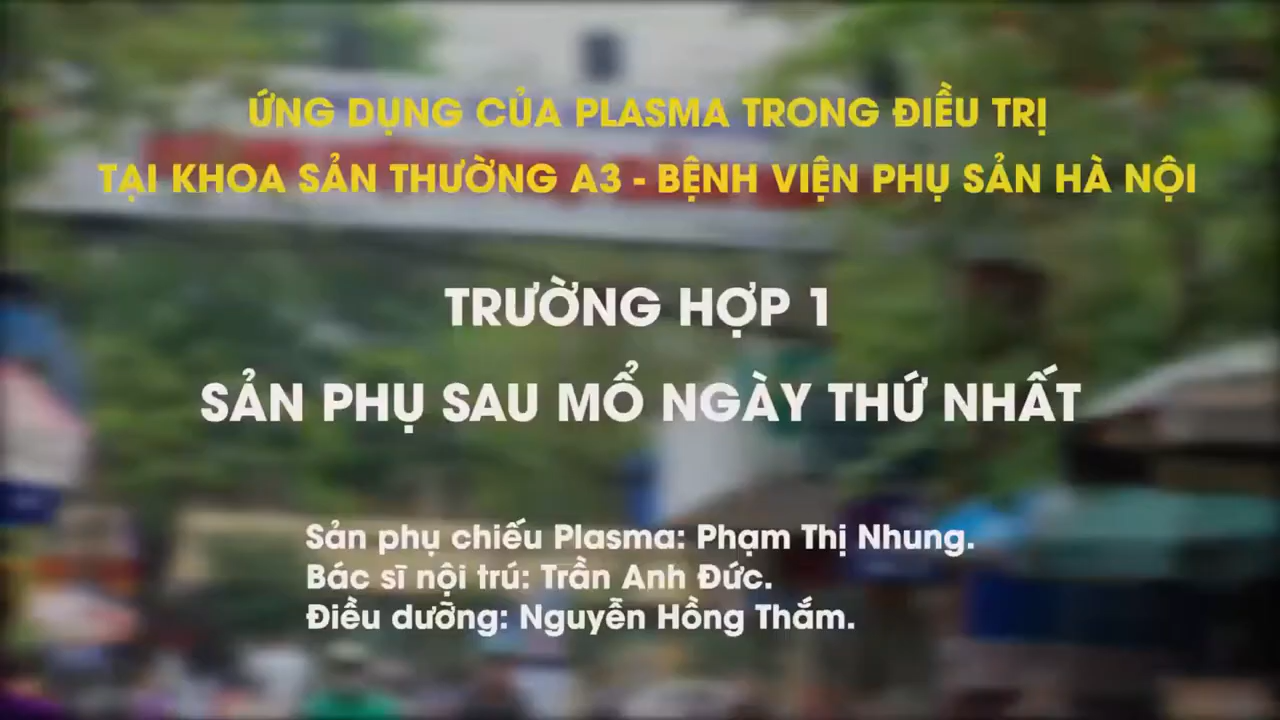 ỨNG DỤNG CỦA PLASMA TRONG ĐIỀU TRỊ
TẠI KHOA SẢN THƯỜNG A3 - BỆNH VIỆN PHỤ SẢN HÀ NỘI
TRƯỜNG HỢP 1
SẢN PHỤ SAU MỔ NGÀY THỨ NHẤT
Sản phụ chiếu Plasma: Phạm Thị Nhung.
Bác sĩ nội trú: Trần Anh Đức.
Điều dưỡng: Nguyễn Hồng Thắm.